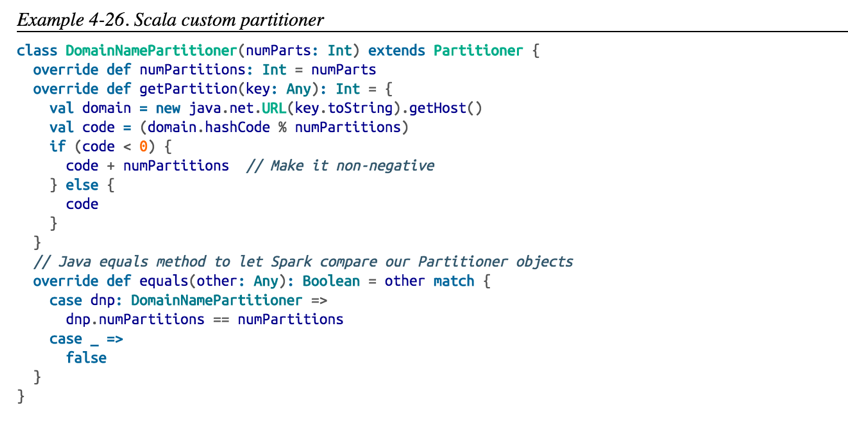 Example 4-26. Scala custom partitioner
class DomainNamePartitioner(numParts: Int) extends Partitioner {
  override def numPartitions: Int = numParts
  override def getPartition(key: Any): Int = {
    val domain = new java.net.URL(key.toString).getHost()
    val code = (domain.hashCode % numPartitions)
    if (code < 0) {
      code + numPartitions  // Make it non-negative
    } else {
      code
    }
  }
  // Java equals method to let Spark compare our Partitioner objects
  override def equals(other: Any): Boolean = other match {
    case dnp: DomainNamePartitioner =>
      dnp.numPartitions == numPartitions
    case _ =>
      false
  }
}